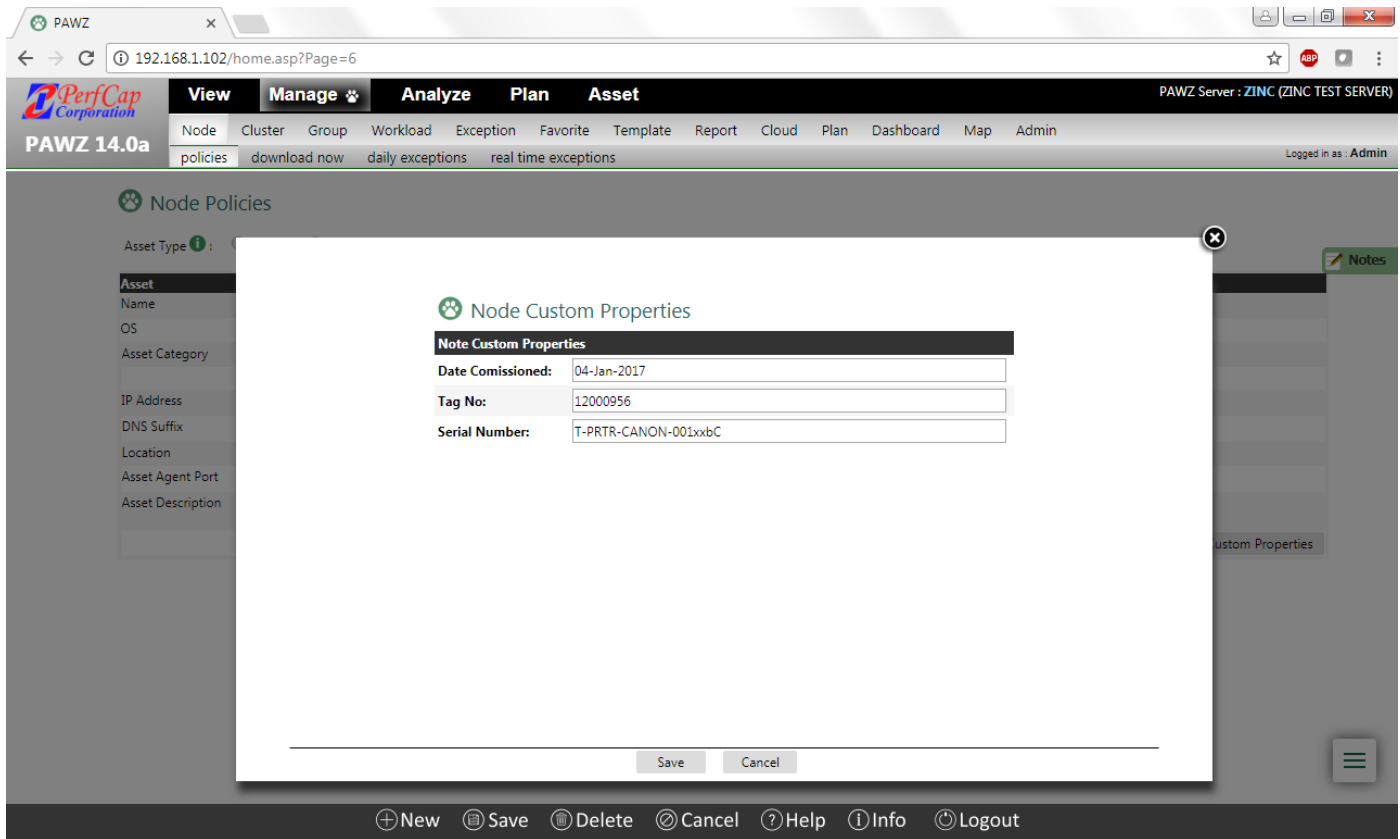 PAWZ
192.168.1.102/home.asp?Page=6
ABP
PerfCap
Corporation
PAWZ 14.0a
View Manage Analyze Plan Asset
PAWZ Server : ZINC (ZINC TEST SERVER)
Node Cluster Group Workload Exception Favorite Template Report Cloud Plan Dashboard Map Admin
policies download now daily exceptions real time exceptions
Logged in as : Admin
Node Policies
Asset Type i :
Notes
Asset
Name
OS
Asset Category
IP Address
DNS Suffix
Location
Asset Agent Port
Asset Description
ustom Properties
Node Custom Properties
Note Custom Properties
Date Comissioned: 04-Jan-2017
Tag No: 12000956
Serial Number: T-PRTR-CANON-001xxbC
Save Cancel
New Save Delete Cancel ? Help i Info Logout